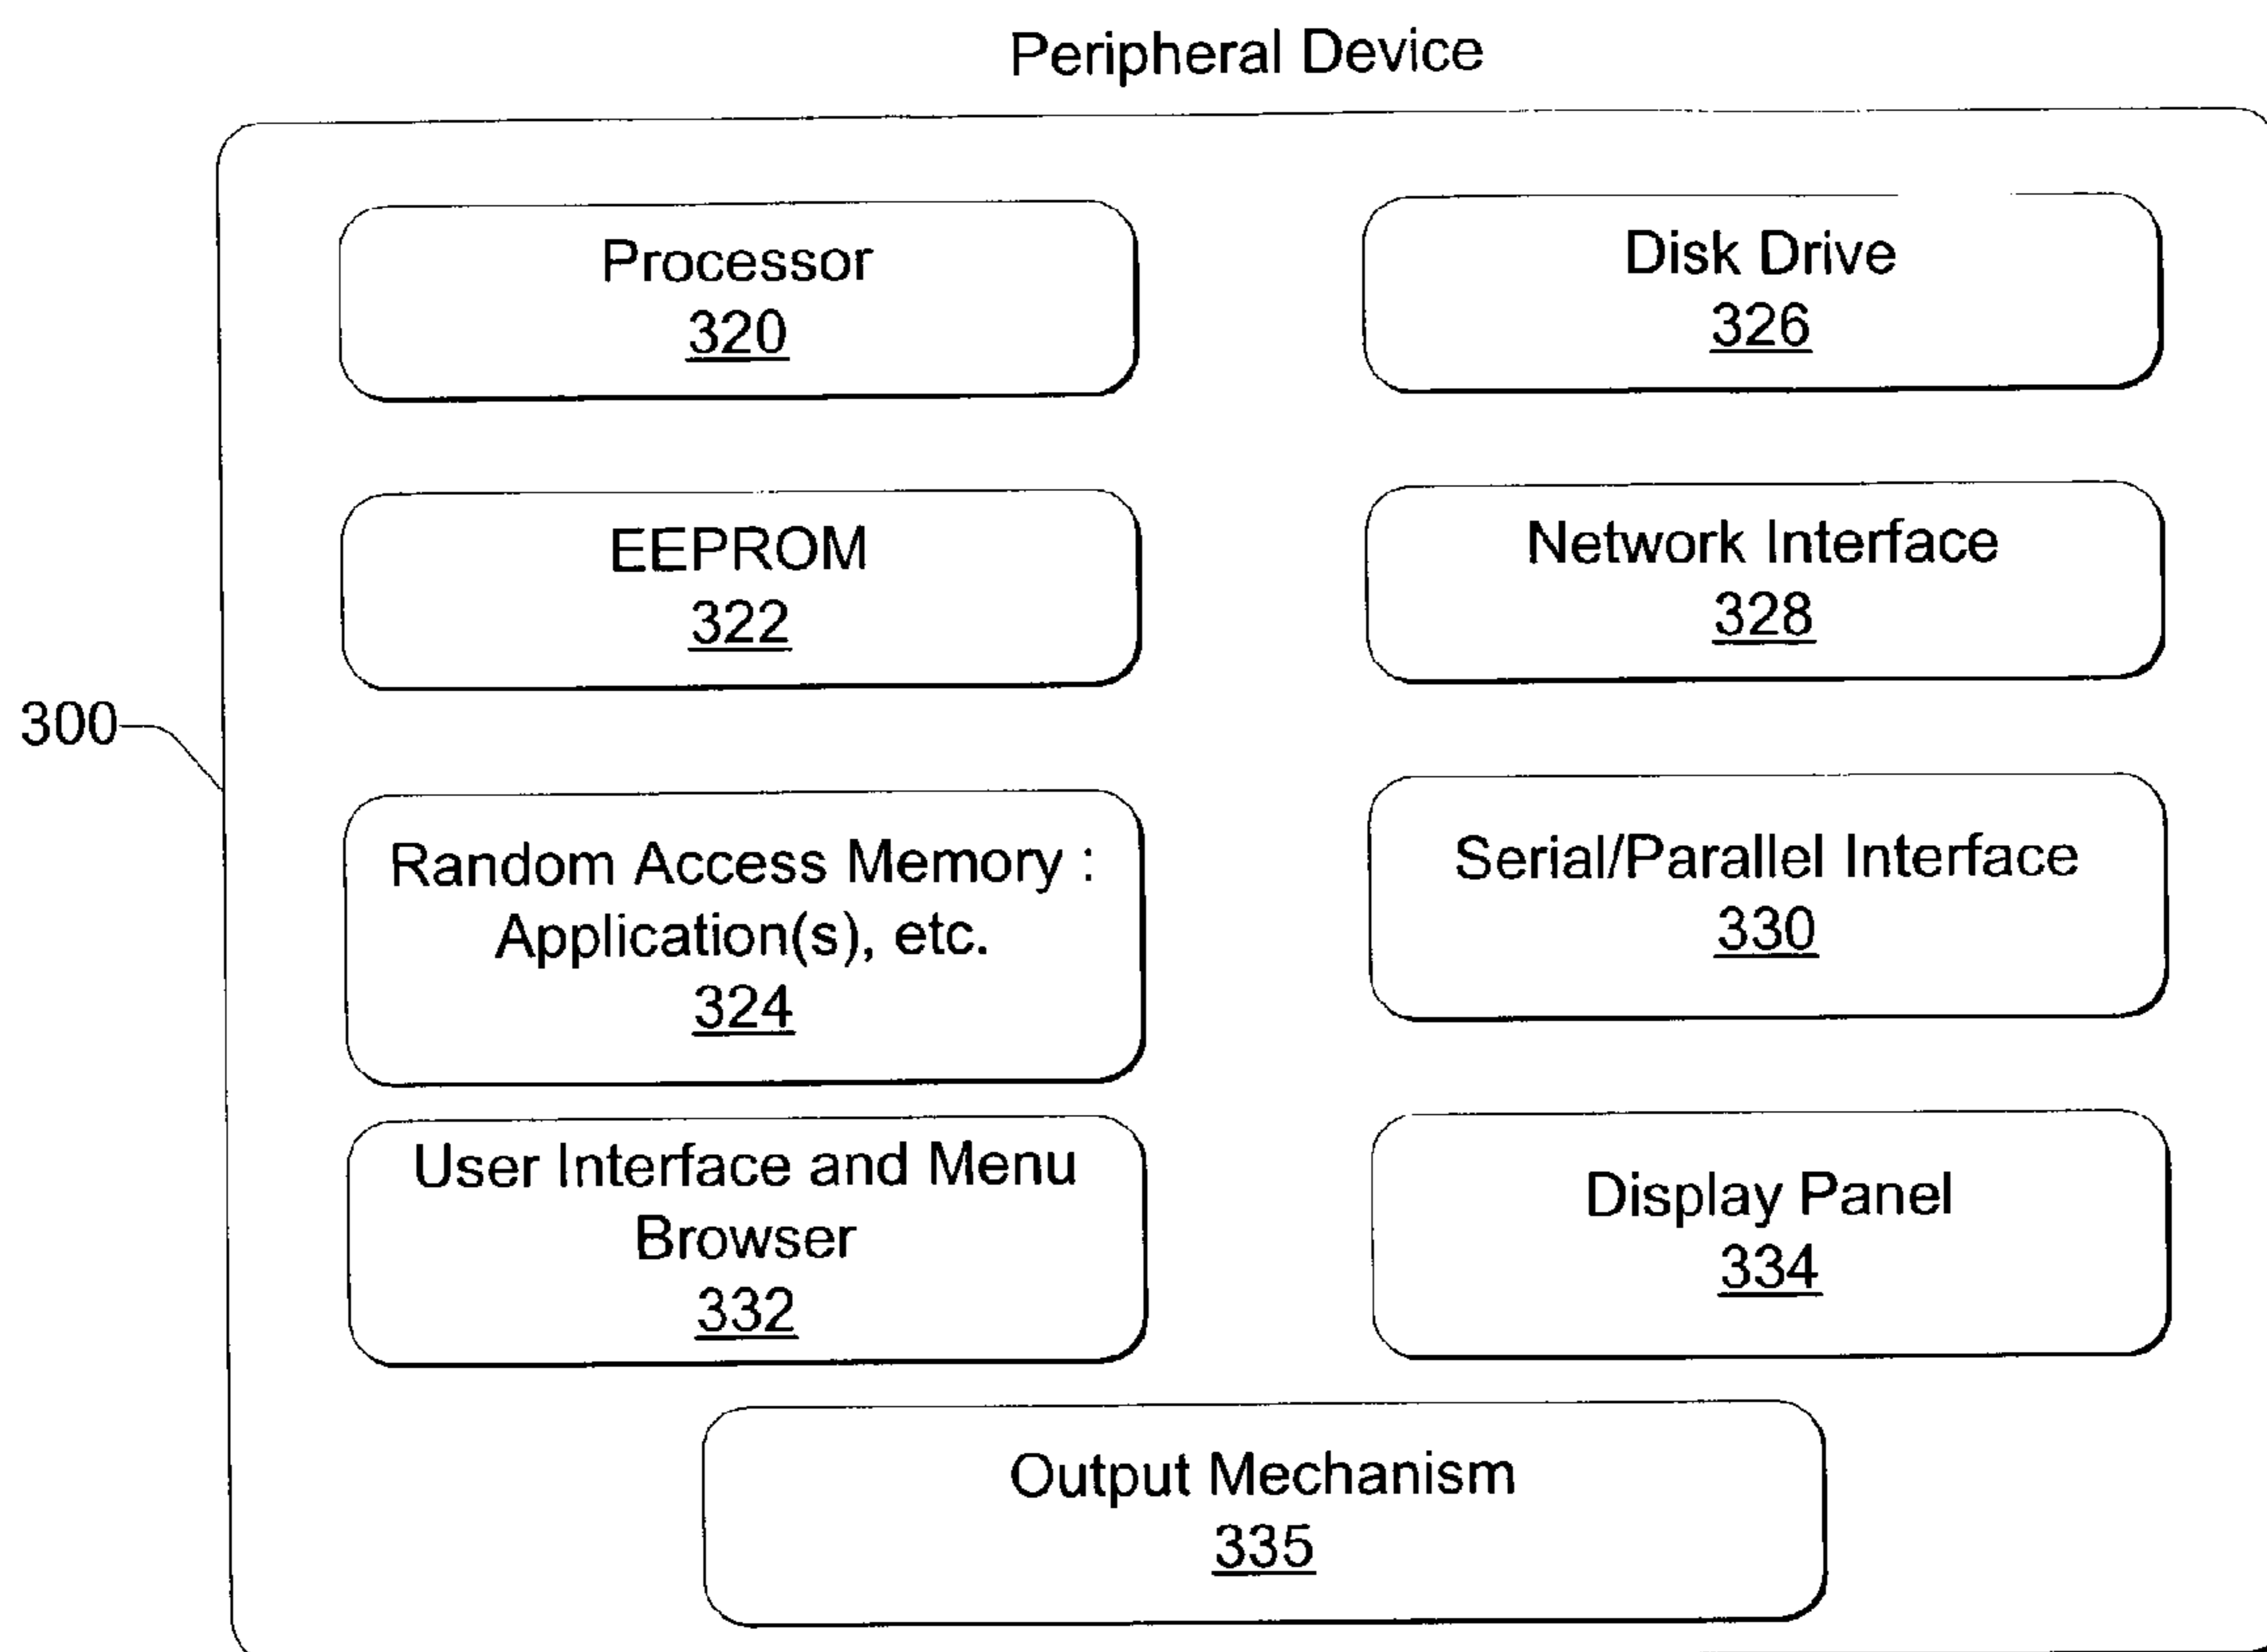 Peripheral Device
Processor
320
Disk Drive
326
EEPROM
322
Network Interface
328
300
Random Access Memory :
Application(s), etc.
324
Serial/Parallel Interface
330
User Interface and Menu
Browser
332
Display Panel
334
Output Mechanism
335